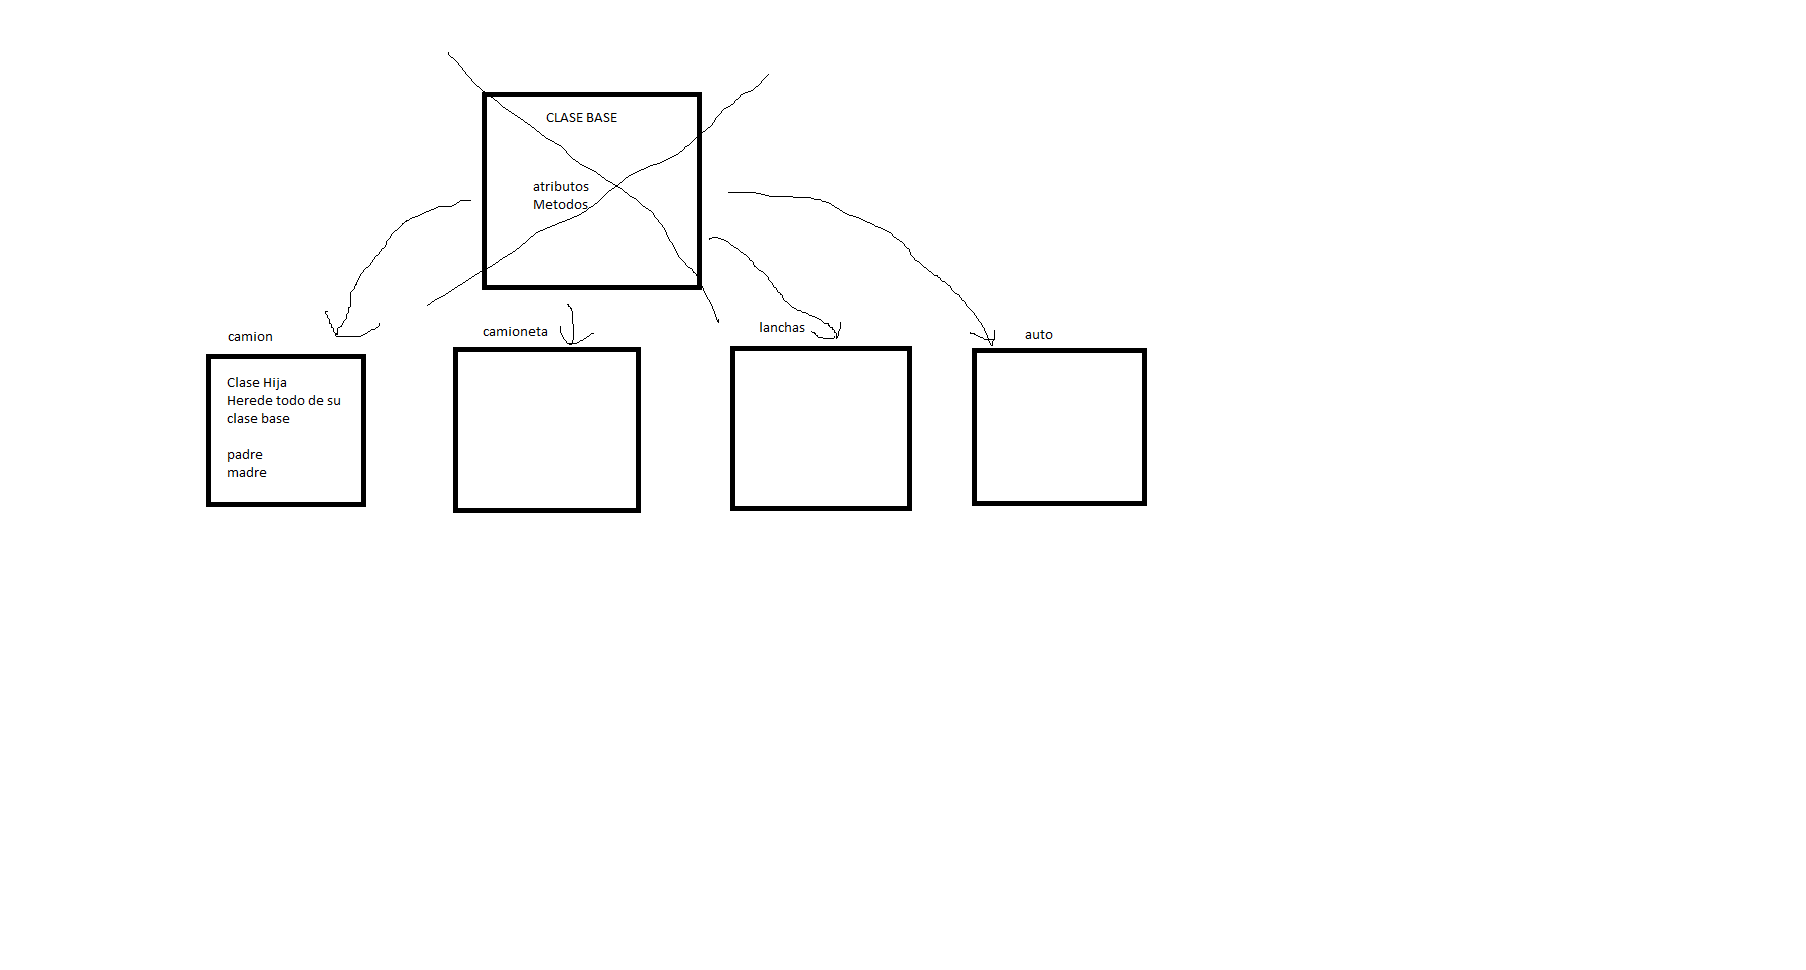 CLASE BASE
atributos
Metodos
camion
camioneta
lanchas
auto
Clase Hija
Herede todo de su
clase base
padre
madre